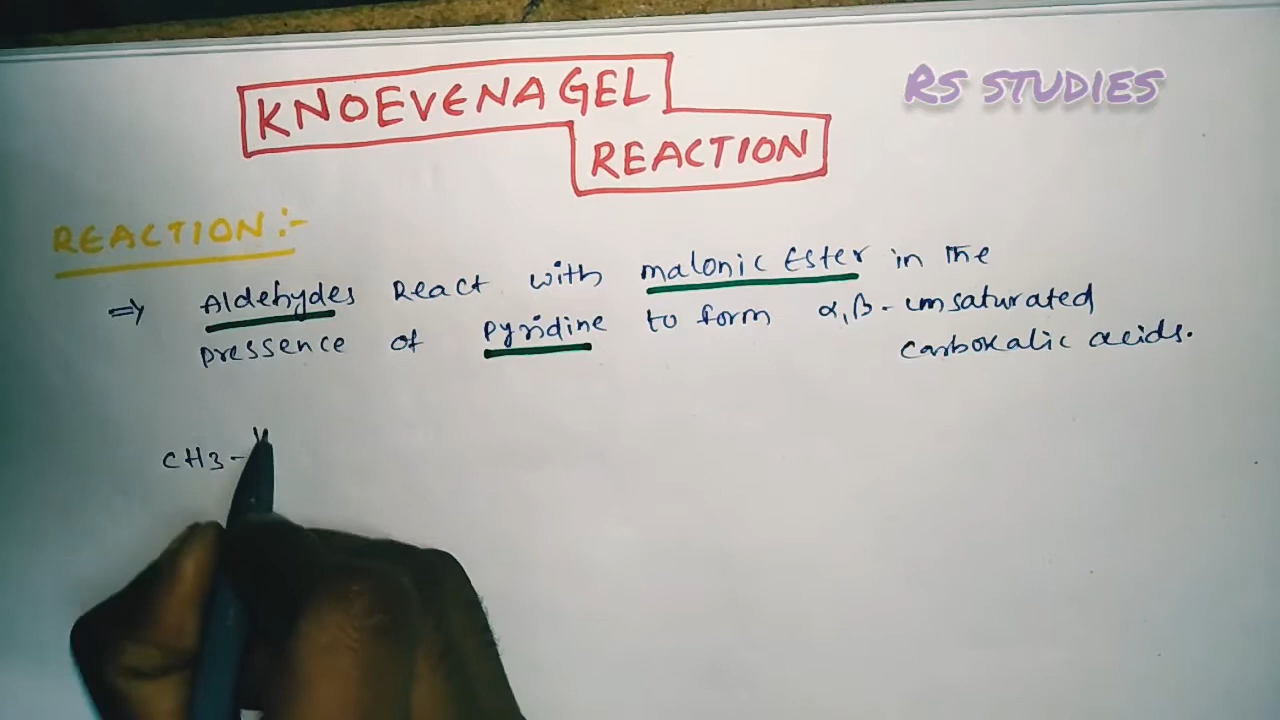 KNOEVENAGEL
REACTION
RS STUDIES
REACTION :-
⇒ Aldehydes React with malonic Ester in the
pressence of pyridine to form α,β-unsaturated
carboxalic acids.
CH3-